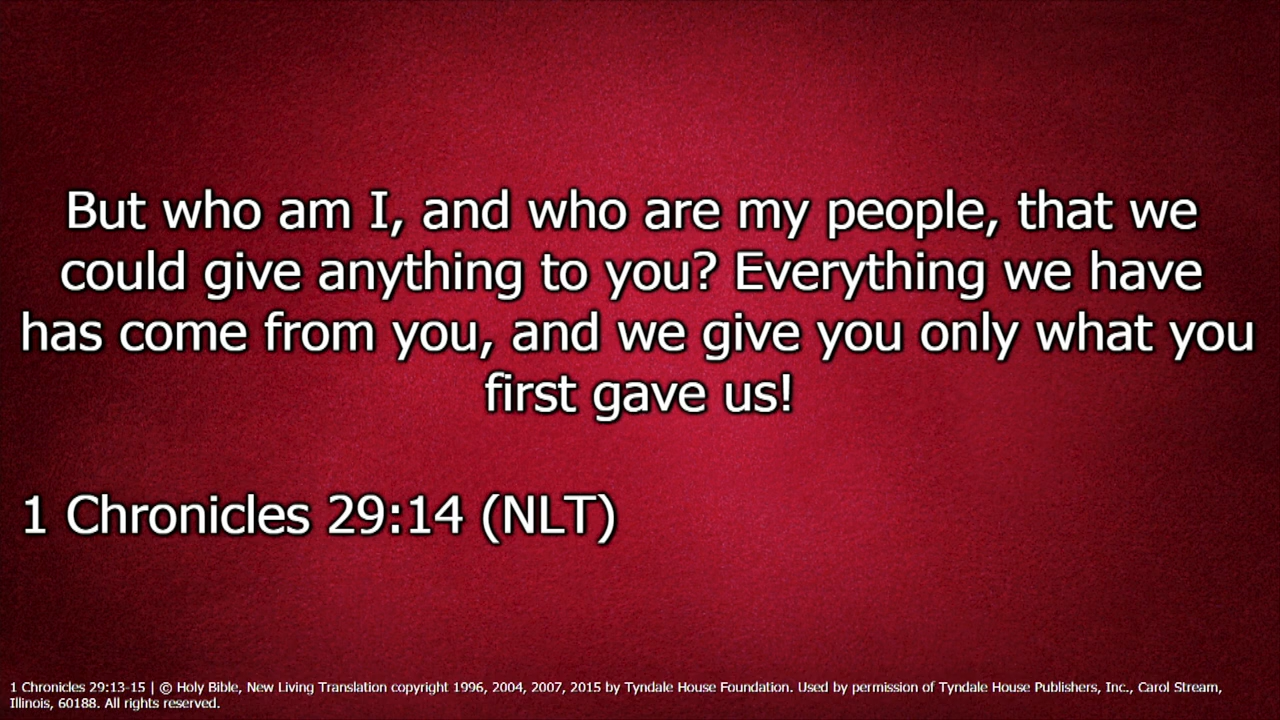 But who am I, and who are my people, that we
could give anything to you? Everything we have
has come from you, and we give you only what you
first gave us!
1 Chronicles 29:14 (NLT)
1 Chronicles 29:13-15 | © Holy Bible, New Living Translation copyright 1996, 2004, 2007, 2015 by Tyndale House Foundation. Used by permission of Tyndale House Publishers, Inc., Carol Stream,
Illinois, 60188. All rights reserved.